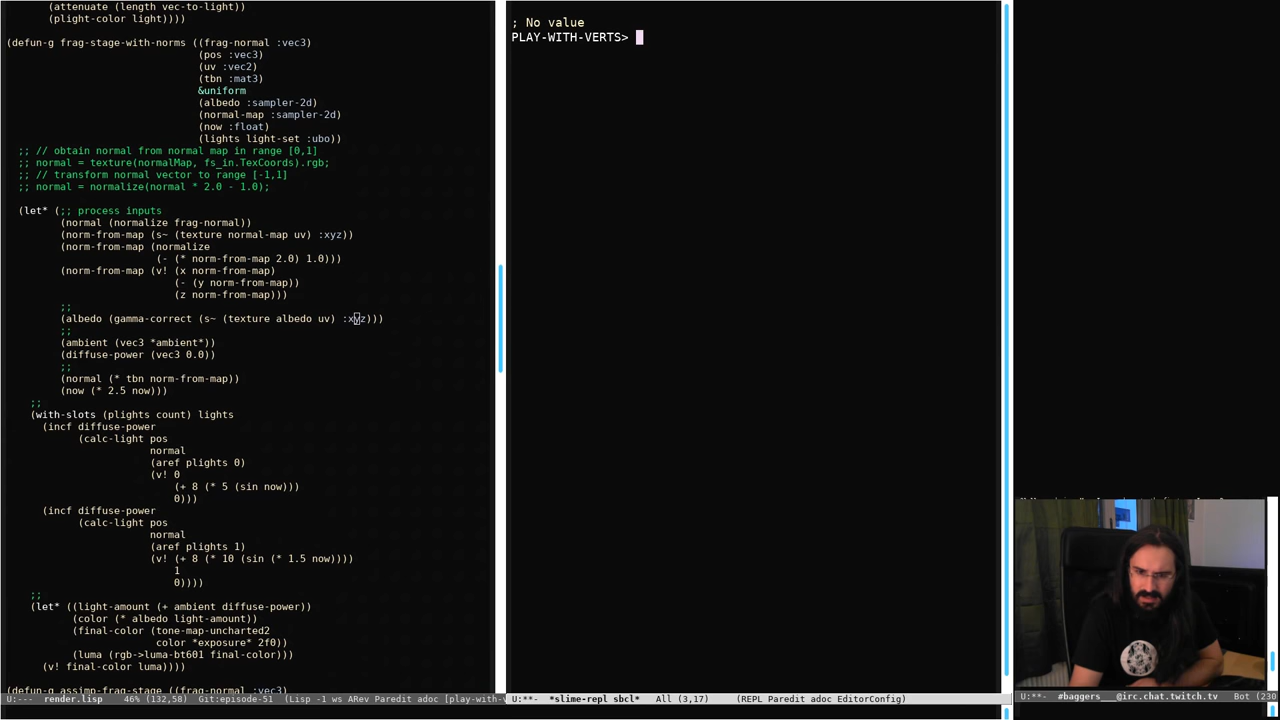 (attenuate (length vec-to-light))
(plight-color light))))
(defun-g frag-stage-with-norms ((frag-normal :vec3)
(pos :vec3)
(uv :vec2)
(tbn :mat3)
&uniform
(albedo :sampler-2d)
(normal-map :sampler-2d)
(now :float)
(lights light-set :ubo))
;; // obtain normal from normal map in range [0,1]
;; normal = texture(normalMap, fs_in.TexCoords).rgb;
;; // transform normal vector to range [-1,1]
;; normal = normalize(normal * 2.0 - 1.0);
(let* (;; process inputs
(normal (normalize frag-normal))
(norm-from-map (s~ (texture normal-map uv) :xyz))
(norm-from-map (normalize
(- (* norm-from-map 2.0) 1.0)))
(norm-from-map (v! (x norm-from-map)
(- (y norm-from-map))
(z norm-from-map)))
;;
(albedo (gamma-correct (s~ (texture albedo uv) :xyz)))
;;
(ambient (vec3 *ambient*))
(diffuse-power (vec3 0.0))
;;
(normal (* tbn norm-from-map))
(now (* 2.5 now)))
;;
(with-slots (plights count) lights
(incf diffuse-power
(calc-light pos
normal
(aref plights 0)
(v! 0
(+ 8 (* 5 (sin now)))
0)))
(incf diffuse-power
(calc-light pos
normal
(aref plights 1)
(v! (+ 8 (* 10 (sin (* 1.5 now))))
1
0))))
;;
(let* ((light-amount (+ ambient diffuse-power))
(color (* albedo light-amount))
(final-color (tone-map-uncharted2
color *exposure* 2f0))
(luma (rgb->luma-bt601 final-color)))
(v! final-color luma))))
(defun-g assimp-frag-stage ((frag-normal :vec3)
U:---  render.lisp    46% (132,58)    Git:episode-51  (Lisp -1 ws ARev Paredit adoc [play-with-v
; No value
PLAY-WITH-VERTS>
U:**-  *slime-repl sbcl*   All (3,17)     (REPL Paredit adoc EditorConfig)
U:**-  #baggers___@irc.chat.twitch.tv   Bot (230